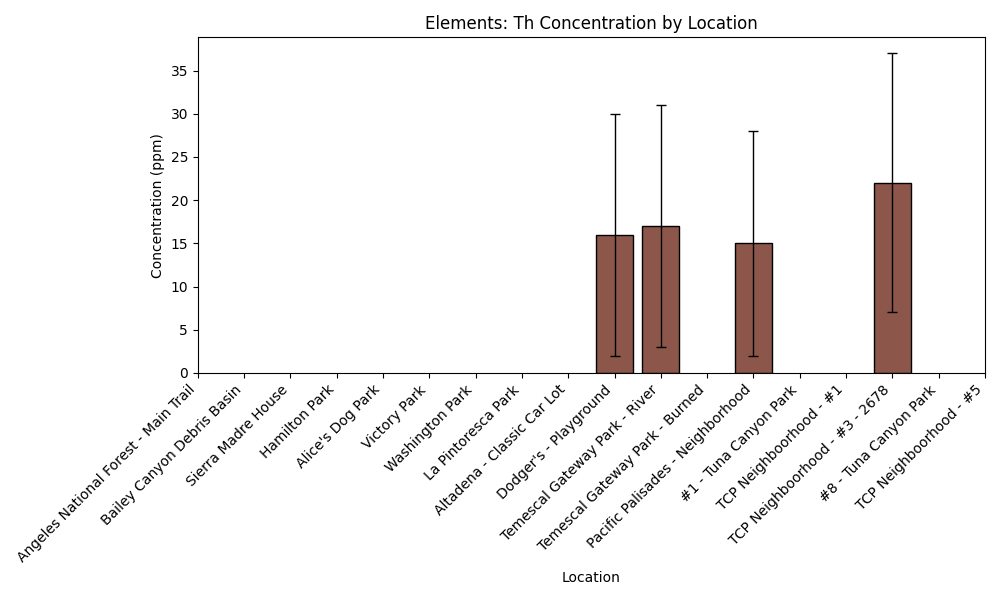 Elements: Th Concentration by Location
Concentration (ppm)
35
30
25
20
15
10
5
0
Angeles National Forest - Main Trail
Bailey Canyon Debris Basin
Sierra Madre House
Hamilton Park
Alice's Dog Park
Victory Park
Washington Park
La Pintoresca Park
Altadena - Classic Car Lot
Dodger's - Playground
Temescal Gateway Park - River
Temescal Gateway Park - Burned
Pacific Palisades - Neighborhood
#1 - Tuna Canyon Park
TCP Neighboorhood - #1
TCP Neighboorhood - #3 - 2678
#8 - Tuna Canyon Park
TCP Neighborhood - #5
Location